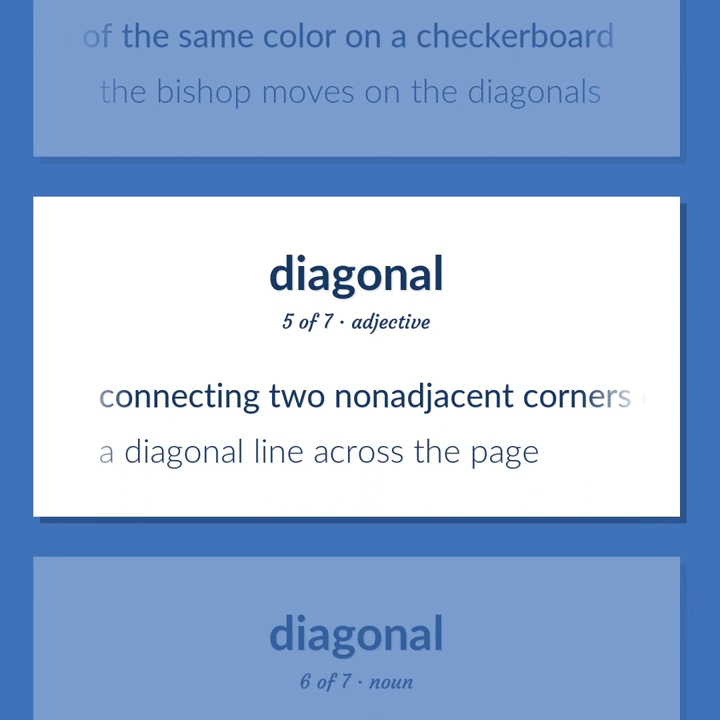 of the same color on a checkerboard
the bishop moves on the diagonals
diagonal
5 of 7 · adjective
connecting two nonadjacent corners
a diagonal line across the page
diagonal
6 of 7 · noun